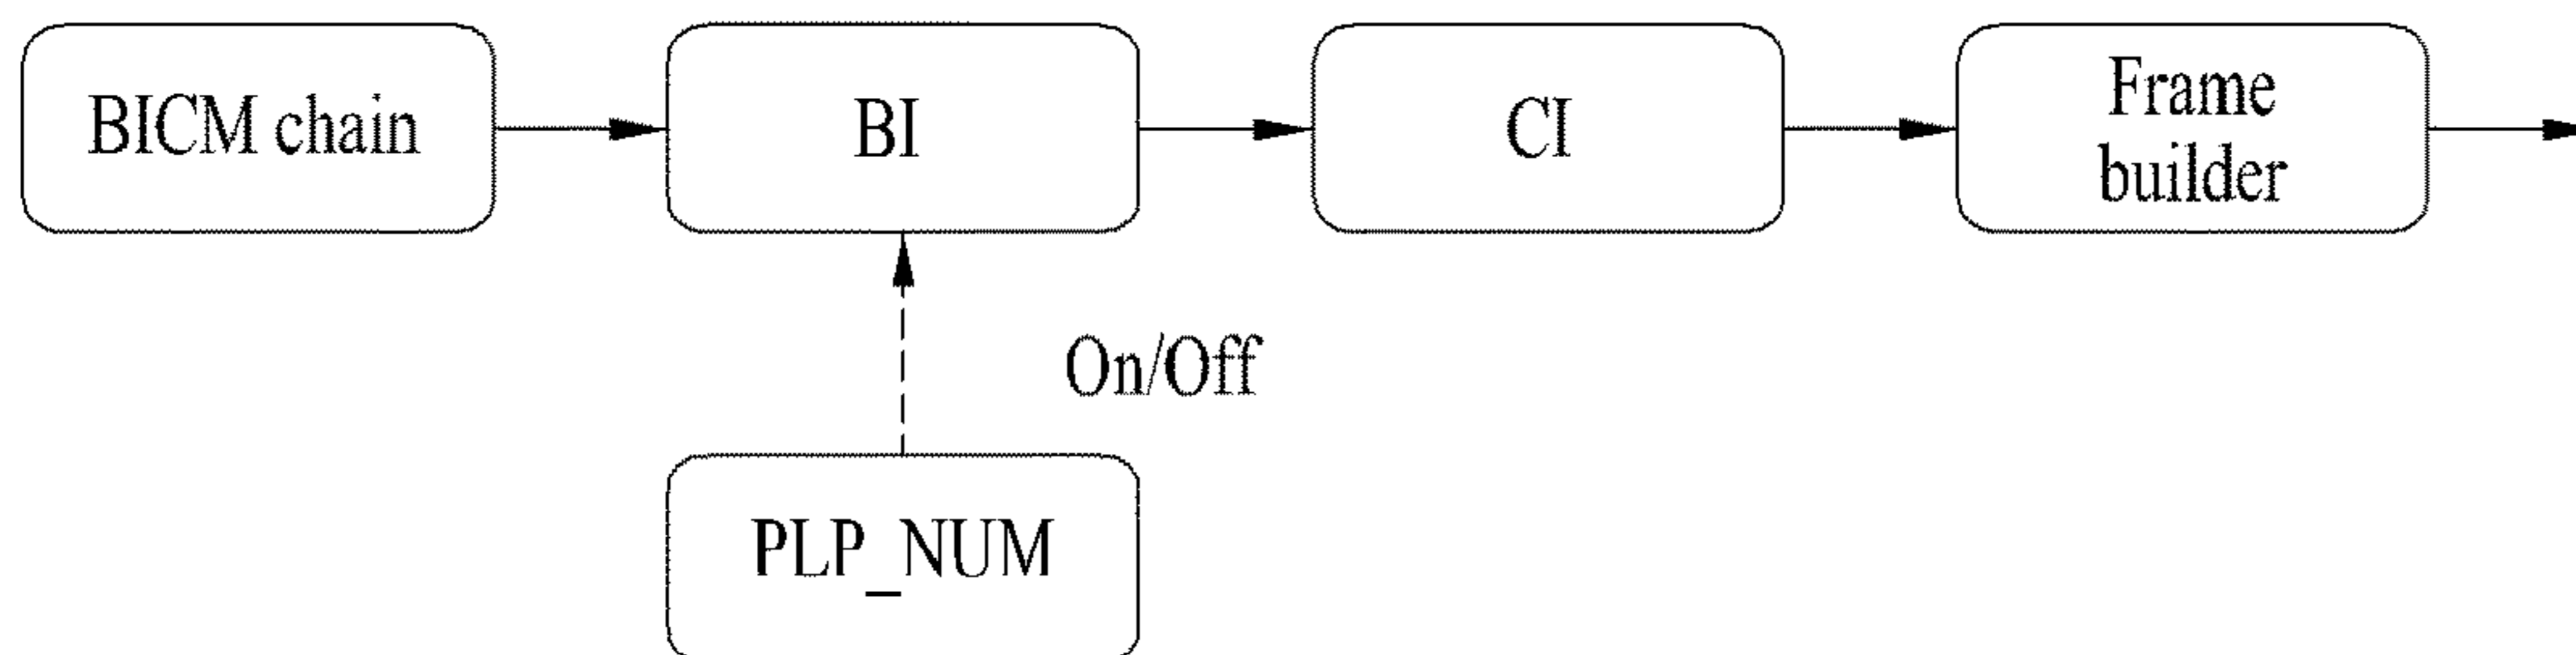 BICM chain
BI
CI
Frame
builder
On/Off
PLP_NUM